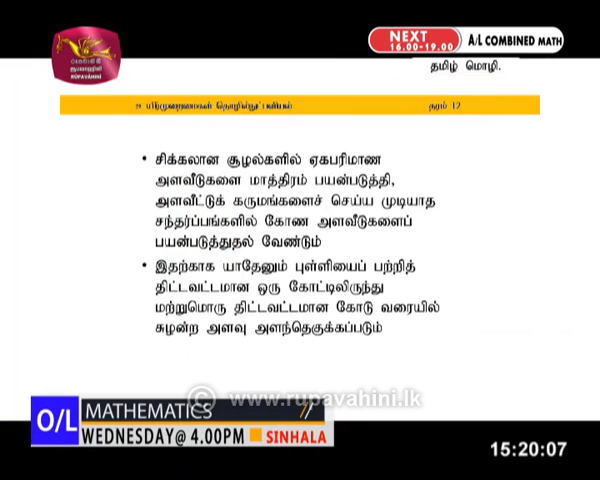 NEXT
16.00-19.00
A/L COMBINED MATH
RUPAVAHINI
தமிழ் மொழி.
தரம் 12
• சிக்கலான சூழல்களில் ஏகபரிமாண
அளவீடுகளை மாத்திரம் பயன்படுத்தி,
அளவீட்டுக் கருமங்களைச் செய்ய முடியாத
சந்தர்ப்பங்களில் கோண அளவீடுகளைப்
பயன்படுத்துதல் வேண்டும்
• இதற்காக யாதேனும் புள்ளியைப் பற்றித்
திட்டவட்டமான ஒரு கோட்டிலிருந்து
மற்றுமொரு திட்டவட்டமான கோடு வரையில்
சுழன்ற அளவு அளந்தெகுக்கப்படும்
© www.rupavahini.lk
O/L MATHEMATICS
WEDNESDAY@ 4.00PM SINHALA
15:20:07